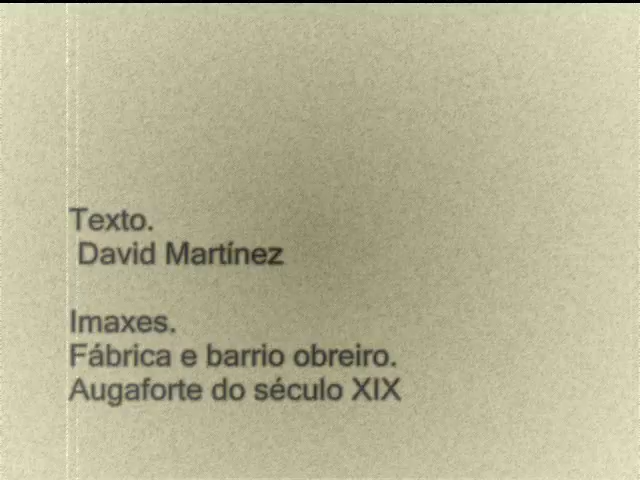 Texto.
David Martínez
Imaxes.
Fábrica e barrio obreiro.
Augaforte do século XIX